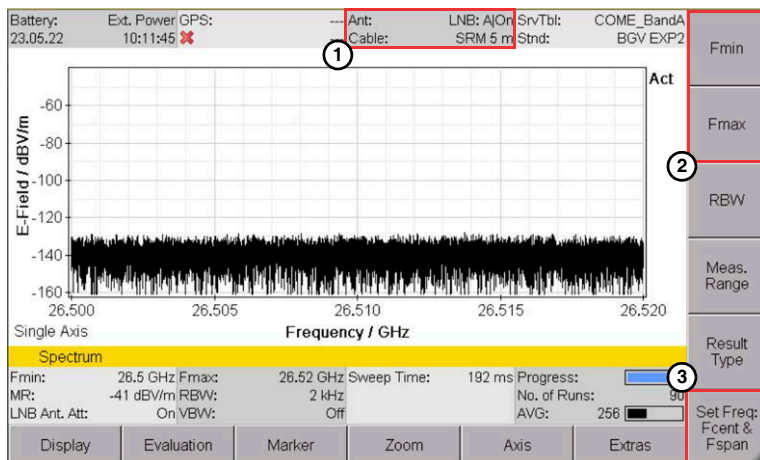 Battery: Ext. Power GPS: --- Ant: LNB: A|On SrvTbl: COME_BandA
23.05.22 10:11:45 --- Cable: SRM 5 m Stnd: BGV EXP2
1
Fmin
Act
-60
Fmax
-80
2
E-Field / dBV/m
-100
RBW
-120
-140
Meas.
Range
-160
26.500 26.505 26.510 26.515 26.520
Single Axis Frequency / GHz
Result
Type
Spectrum
3
Fmin: 26.5 GHz Fmax: 26.52 GHz Sweep Time: 192 ms Progress:
MR: -41 dBV/m RBW: 2 kHz No. of Runs: 90
LNB Ant. Att: On VBW: Off AVG: 256
Set Freq:
Fcent &
Fspan
Display Evaluation Marker Zoom Axis Extras